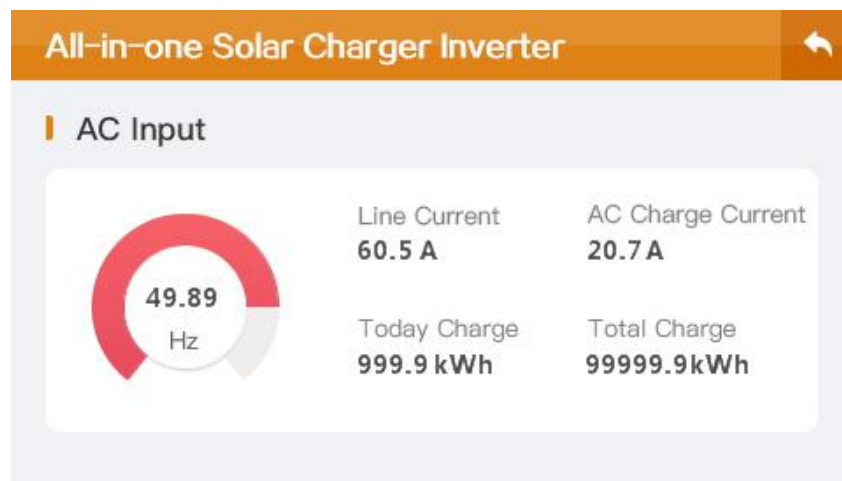 All-in-one Solar Charger Inverter
AC Input
49.89
Hz
Line Current
60.5 A
AC Charge Current
20.7A
Today Charge
999.9 kWh
Total Charge
99999.9kWh